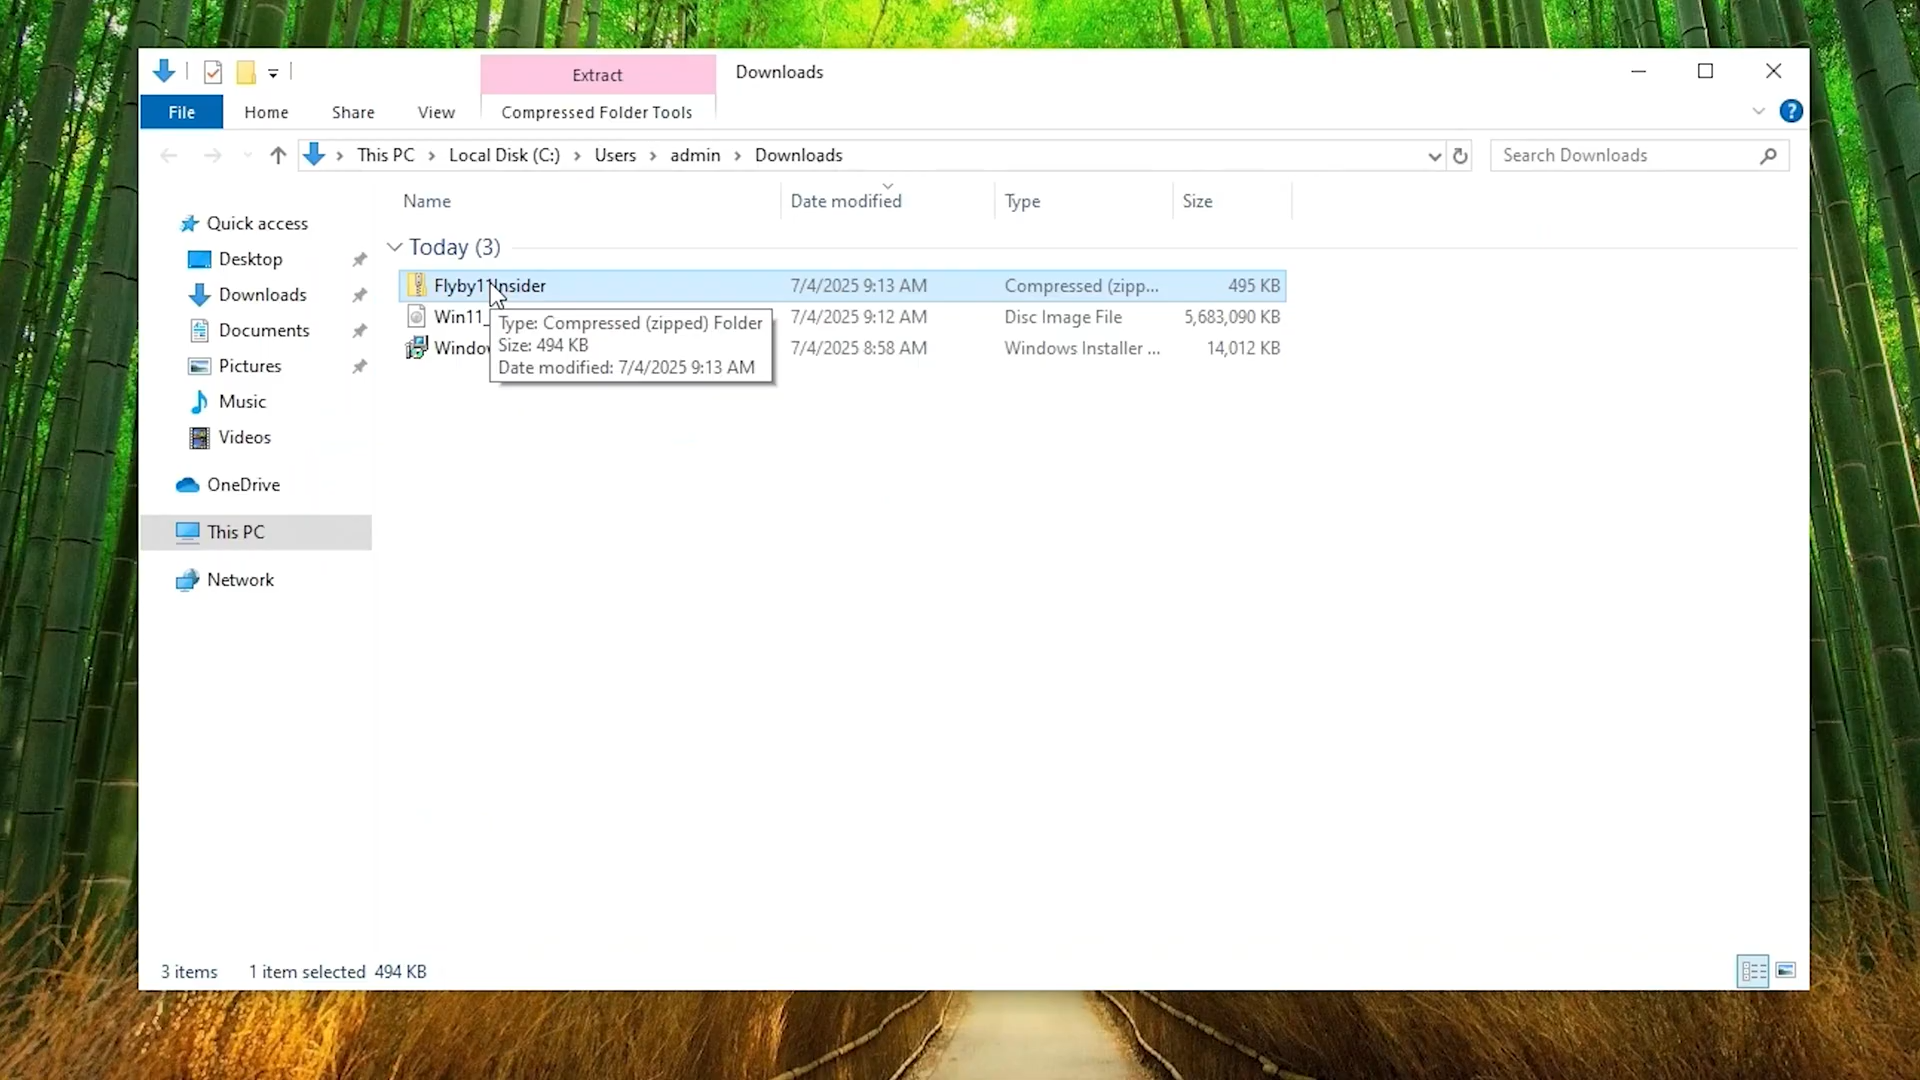 Extract
Downloads
File
Home
Share
View
Compressed Folder Tools
?
This PC
Local Disk (C:)
Users
admin
Downloads
Search Downloads
Name
Date modified
Type
Size
Today (3)
Flyby11Insider
7/4/2025 9:13 AM
Compressed (zipp...
495 KB
Win11_
7/4/2025 9:12 AM
Disc Image File
5,683,090 KB
Windo
7/4/2025 8:58 AM
Windows Installer ...
14,012 KB
Type: Compressed (zipped) Folder
Size: 494 KB
Date modified: 7/4/2025 9:13 AM
Quick access
Desktop
Downloads
Documents
Pictures
Music
Videos
OneDrive
This PC
Network
3 items
1 item selected 494 KB